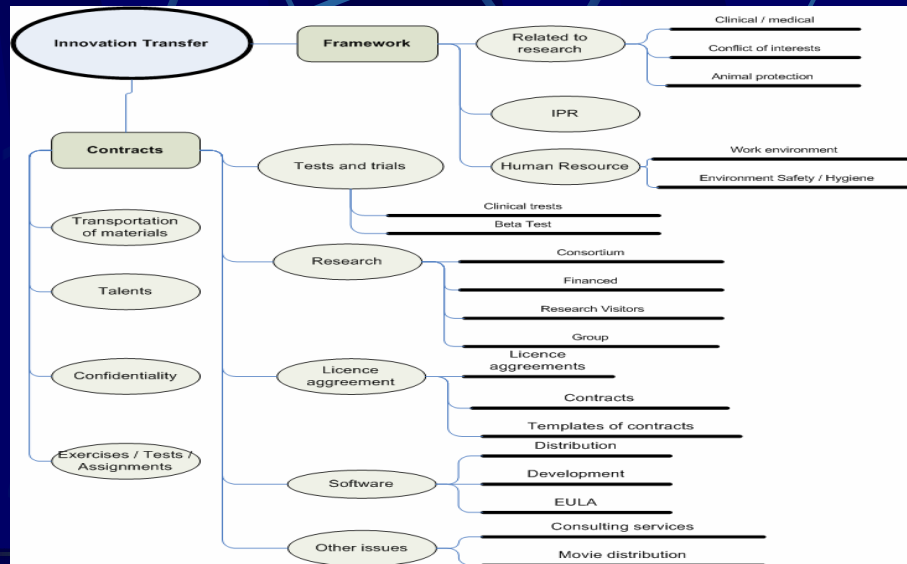 Innovation Transfer
Framework
Related to
research
Clinical / medical
Conflict of interests
Animal protection
IPR
Human Resource
Work environment
Environment Safety / Hygiene
Contracts
Transportation
of materials
Talents
Confidentiality
Exercises / Tests /
Assignments
Tests and trials
Clinical trests
Beta Test
Research
Consortium
Financed
Research Visitors
Group
Licence
aggreement
Licence
aggreements
Contracts
Templates of contracts
Software
Distribution
Development
EULA
Other issues
Consulting services
Movie distribution